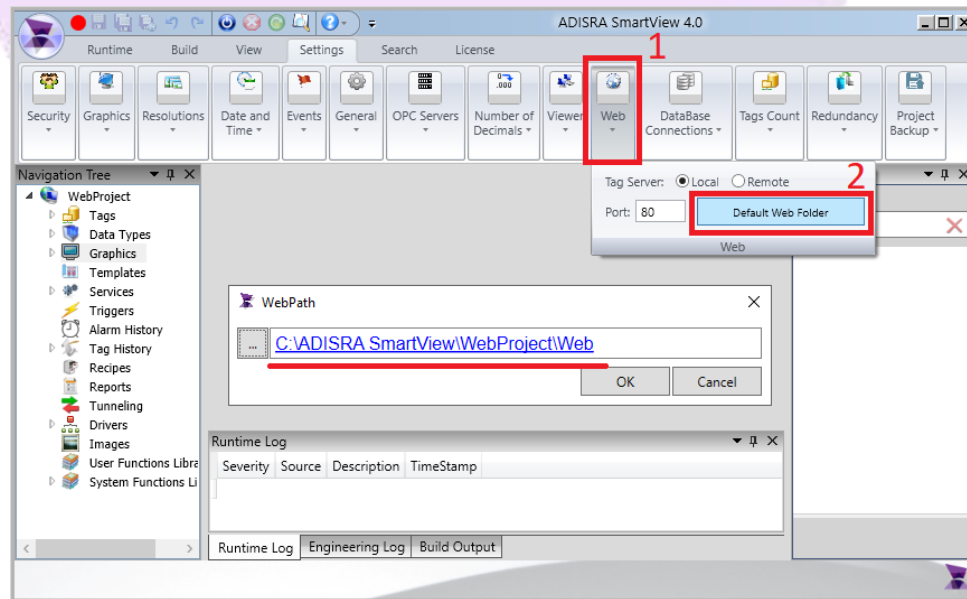 ADISRA SmartView 4.0
Runtime Build View Settings Search License
1
Security Graphics Resolutions Date and Time Events General OPC Servers Number of Decimals Viewer Web DataBase Connections Tags Count Redundancy Project Backup
Navigation Tree
WebProject
Tags
Data Types
Graphics
Templates
Services
Triggers
Alarm History
Tag History
Recipes
Reports
Tunneling
Drivers
Images
User Functions Libra
System Functions Li
Tag Server: Local Remote
2
Port: 80 Default Web Folder
Web
WebPath
... C:\ADISRA SmartView\WebProject\Web
OK Cancel
Runtime Log
Severity Source Description TimeStamp
Runtime Log Engineering Log Build Output